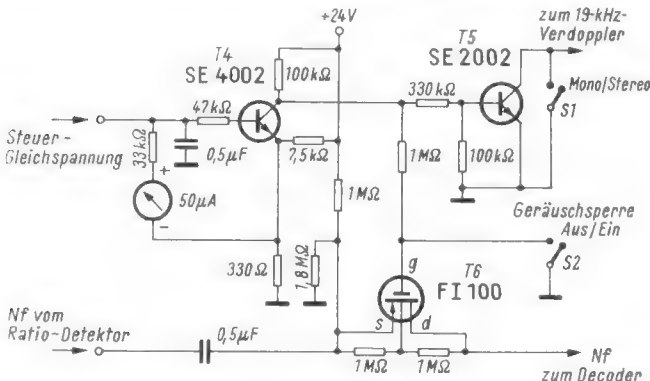 +24V
T4
SE 4002
100kΩ
47kΩ
Steuer-
Gleichspannung
33kΩ
0,5µF
+
50µA
-
7,5kΩ
1MΩ
330Ω
1,8MΩ
330kΩ
T5
SE 2002
zum 19-kHz-
Verdoppler
Mono/Stereo
S1
100kΩ
1MΩ
Geräuschsperre
Aus/Ein
S2
g
T6
FI 100
s
d
Nf vom
Ratio-Detektor
0,5µF
1MΩ
1MΩ
Nf
zum Decoder